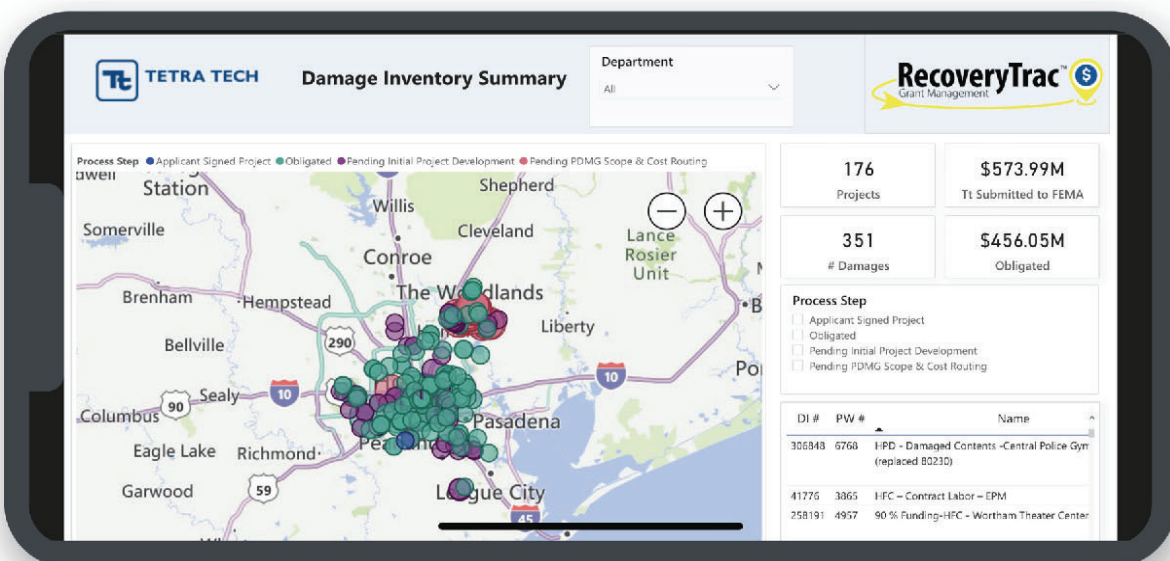 Tt TETRA TECH
Damage Inventory Summary
Department
All
RecoveryTrac™ $
Grant Management
Process Step Applicant Signed Project Obligated Pending Initial Project Development Pending PDMG Scope & Cost Routing
Station
Shepherd
Willis
Somerville
Cleveland
Lance
Rosier
Unit
Conroe
Brenham
Hempstead
The Woodlands
Liberty
290
Bellville
10
Sealy
10
90
Columbus
Pasadena
Eagle Lake
Richmond
Garwood
59
League City
45
176
Projects
$573.99M
Tt Submitted to FEMA
351
# Damages
$456.05M
Obligated
Process Step
Applicant Signed Project
Obligated
Pending Initial Project Development
Pending PDMG Scope & Cost Routing
DI # PW # Name
306848 6768 HPD - Damaged Contents -Central Police Gym
(replaced 80230)
41776 3865 HFC – Contract Labor – EPM
258191 4957 90 % Funding-HFC - Wortham Theater Center